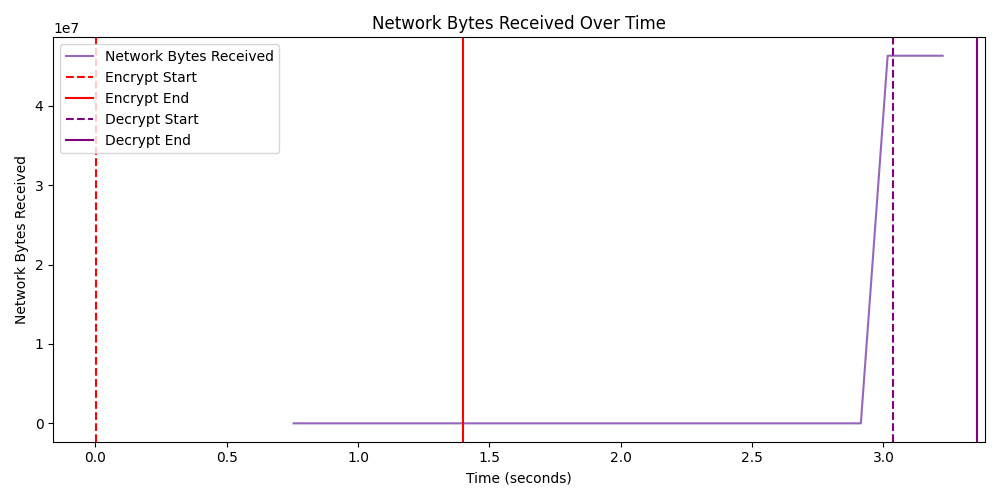 Network Bytes Received Over Time
1e7
Network Bytes Received
Encrypt Start
Encrypt End
Decrypt Start
Decrypt End
4
3
2
1
0
Network Bytes Received
0.0 0.5 1.0 1.5 2.0 2.5 3.0
Time (seconds)